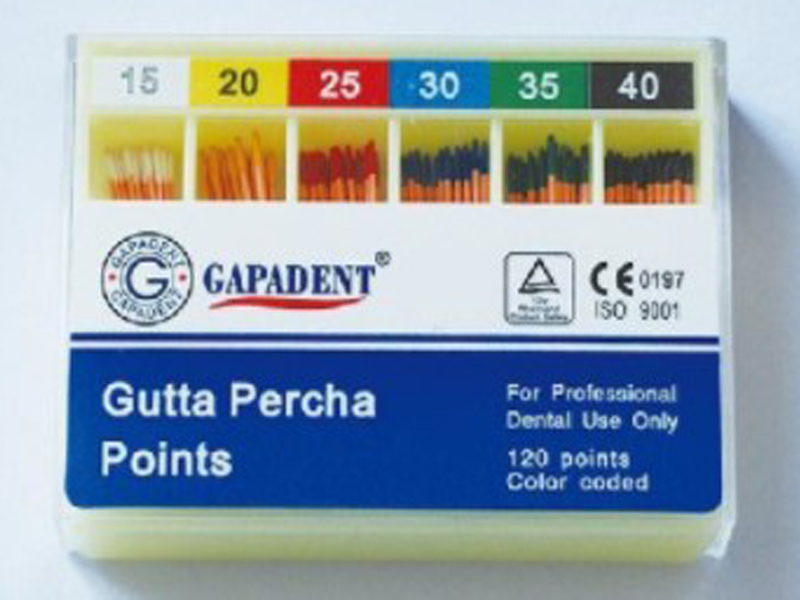 15 20 25 30 35 40
GAPADENT GAPADENT
G
GAPADENT®
CE 0197
ISO 9001
Gutta Percha
Points
For Professional
Dental Use Only
120 points
Color coded